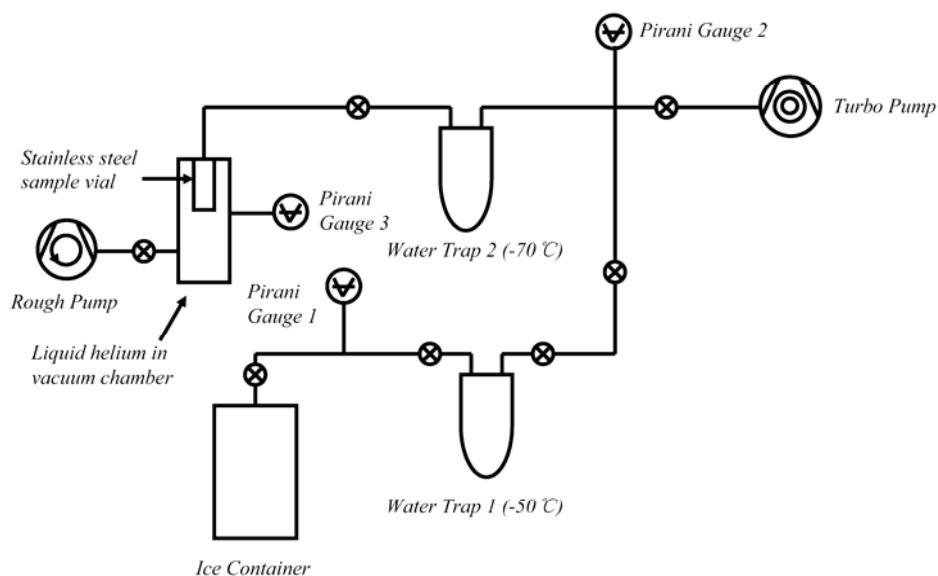 Pirani Gauge 2
Turbo Pump
Stainless steel
sample vial
Pirani
Gauge 3
Water Trap 2 (-70℃)
Rough Pump
Pirani
Gauge 1
Liquid helium in
vacuum chamber
Water Trap 1 (-50℃)
Ice Container